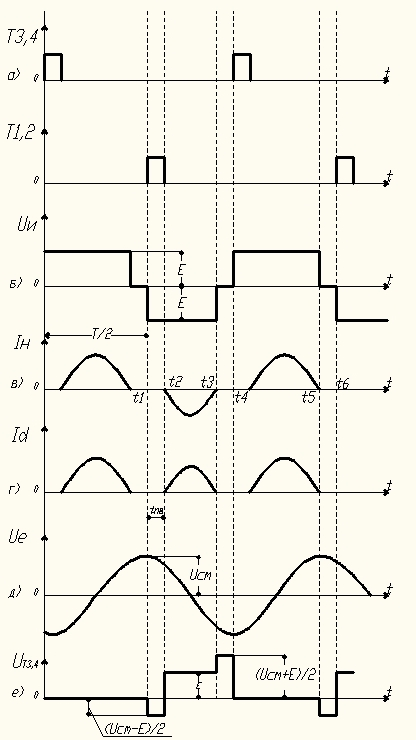 T3,4
а) 0 t
T1,2
0 t
Uи
E
б) 0 t
E
T/2
Iн
в) 0 t
t1 t2 t3 t4 t5 t6
Id
г) 0 t
tпв
Uc
Ucm
д) 0 t
UT3,4
(Ucm+E)/2
E
е) 0 t
(Ucm-E)/2